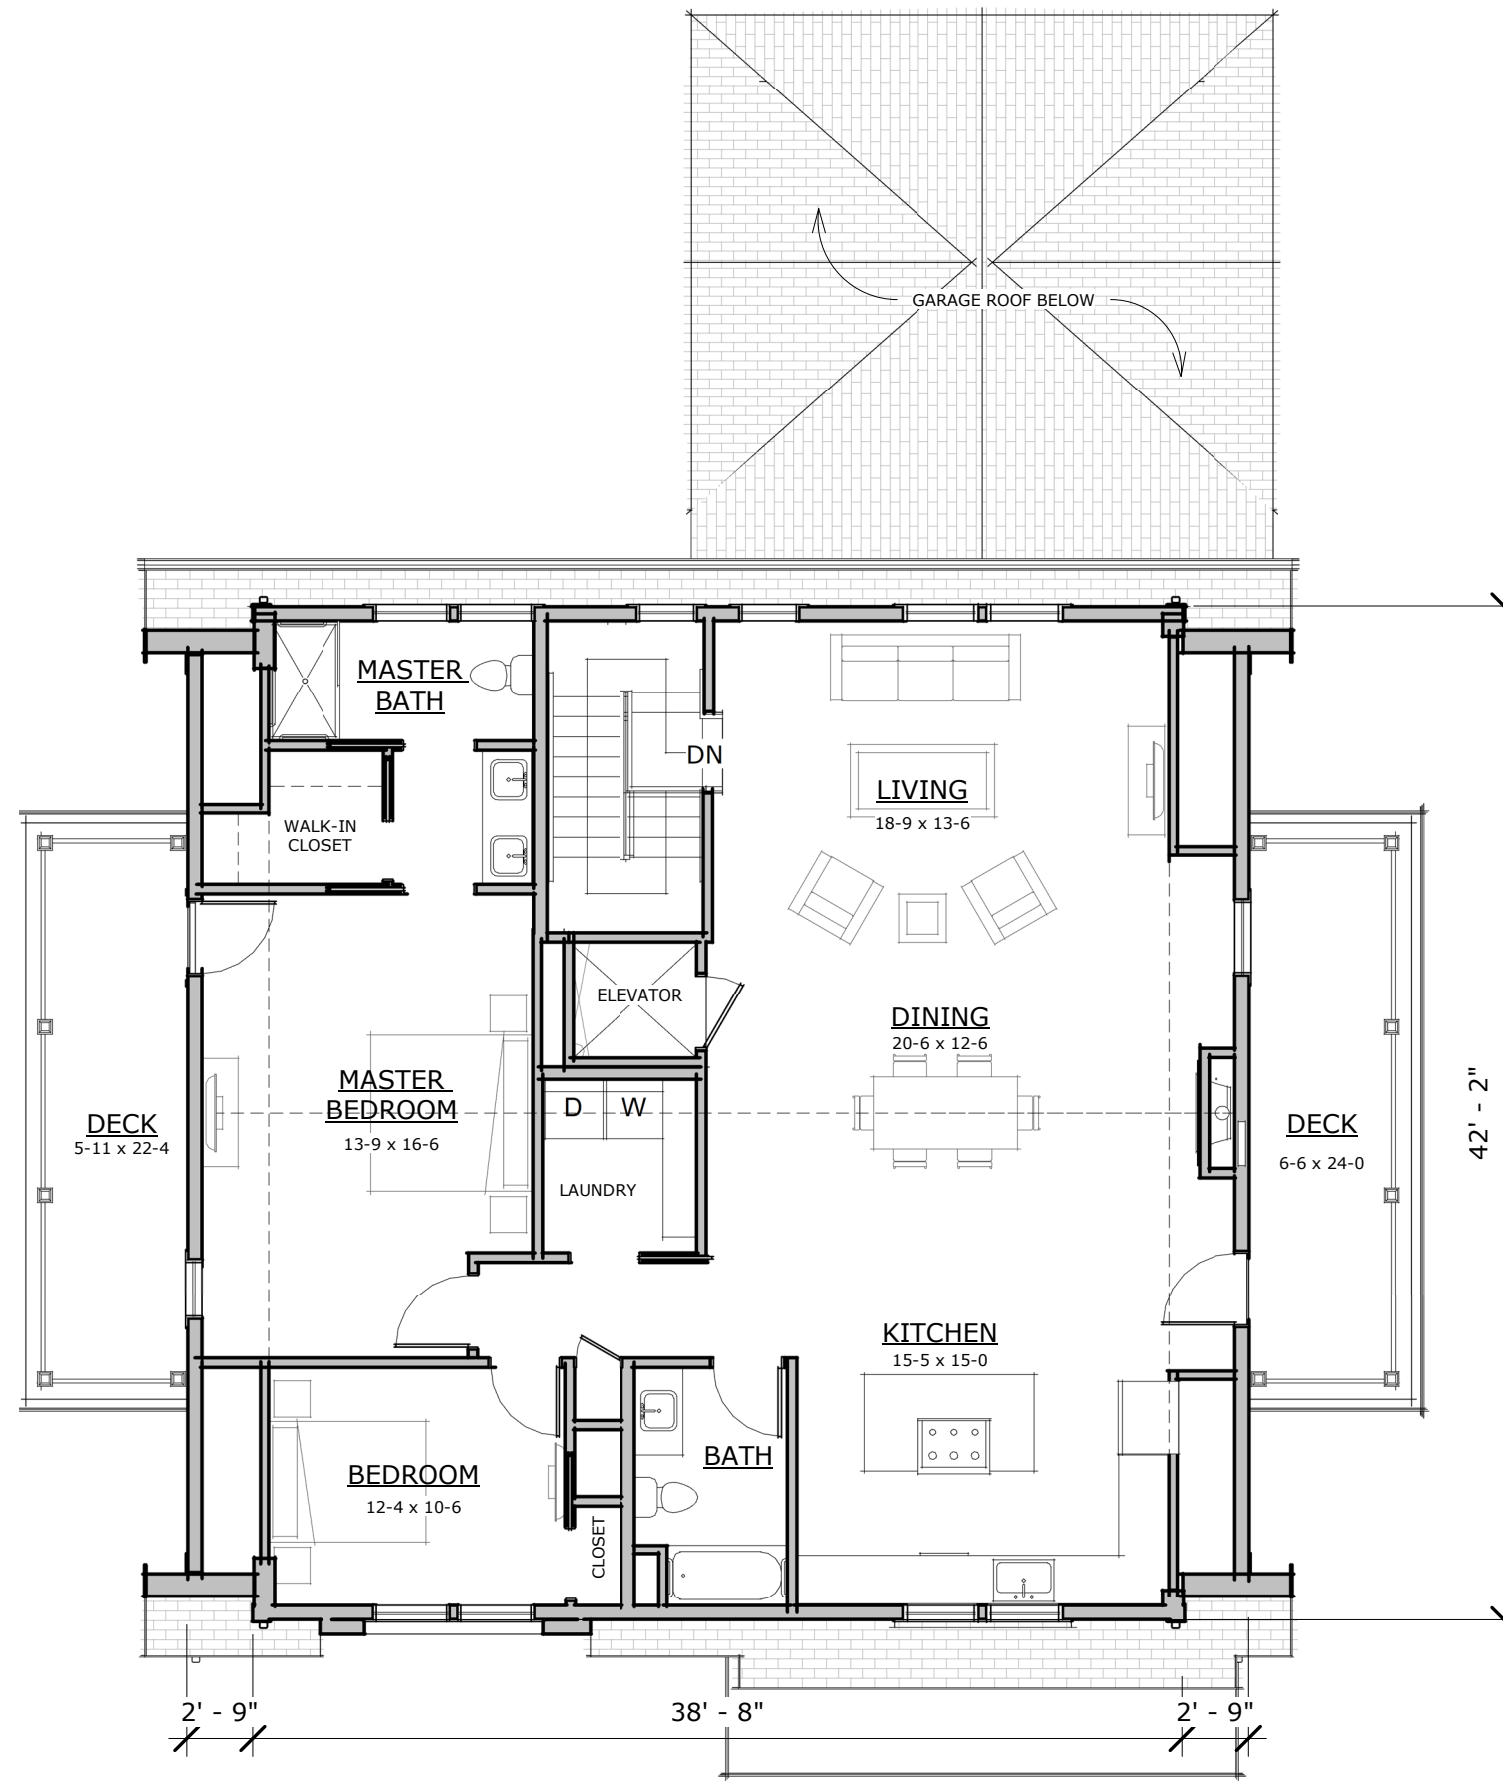 GARAGE ROOF BELOW
MASTER
BATH
DN
LIVING
18-9 x 13-6
WALK-IN
CLOSET
ELEVATOR
DINING
20-6 x 12-6
MASTER
BEDROOM
13-9 x 16-6
D
W
DECK
5-11 x 22-4
DECK
6-6 x 24-0
42' - 2"
LAUNDRY
KITCHEN
15-5 x 15-0
BATH
BEDROOM
12-4 x 10-6
CLOSET
2' - 9"
38' - 8"
2' - 9"